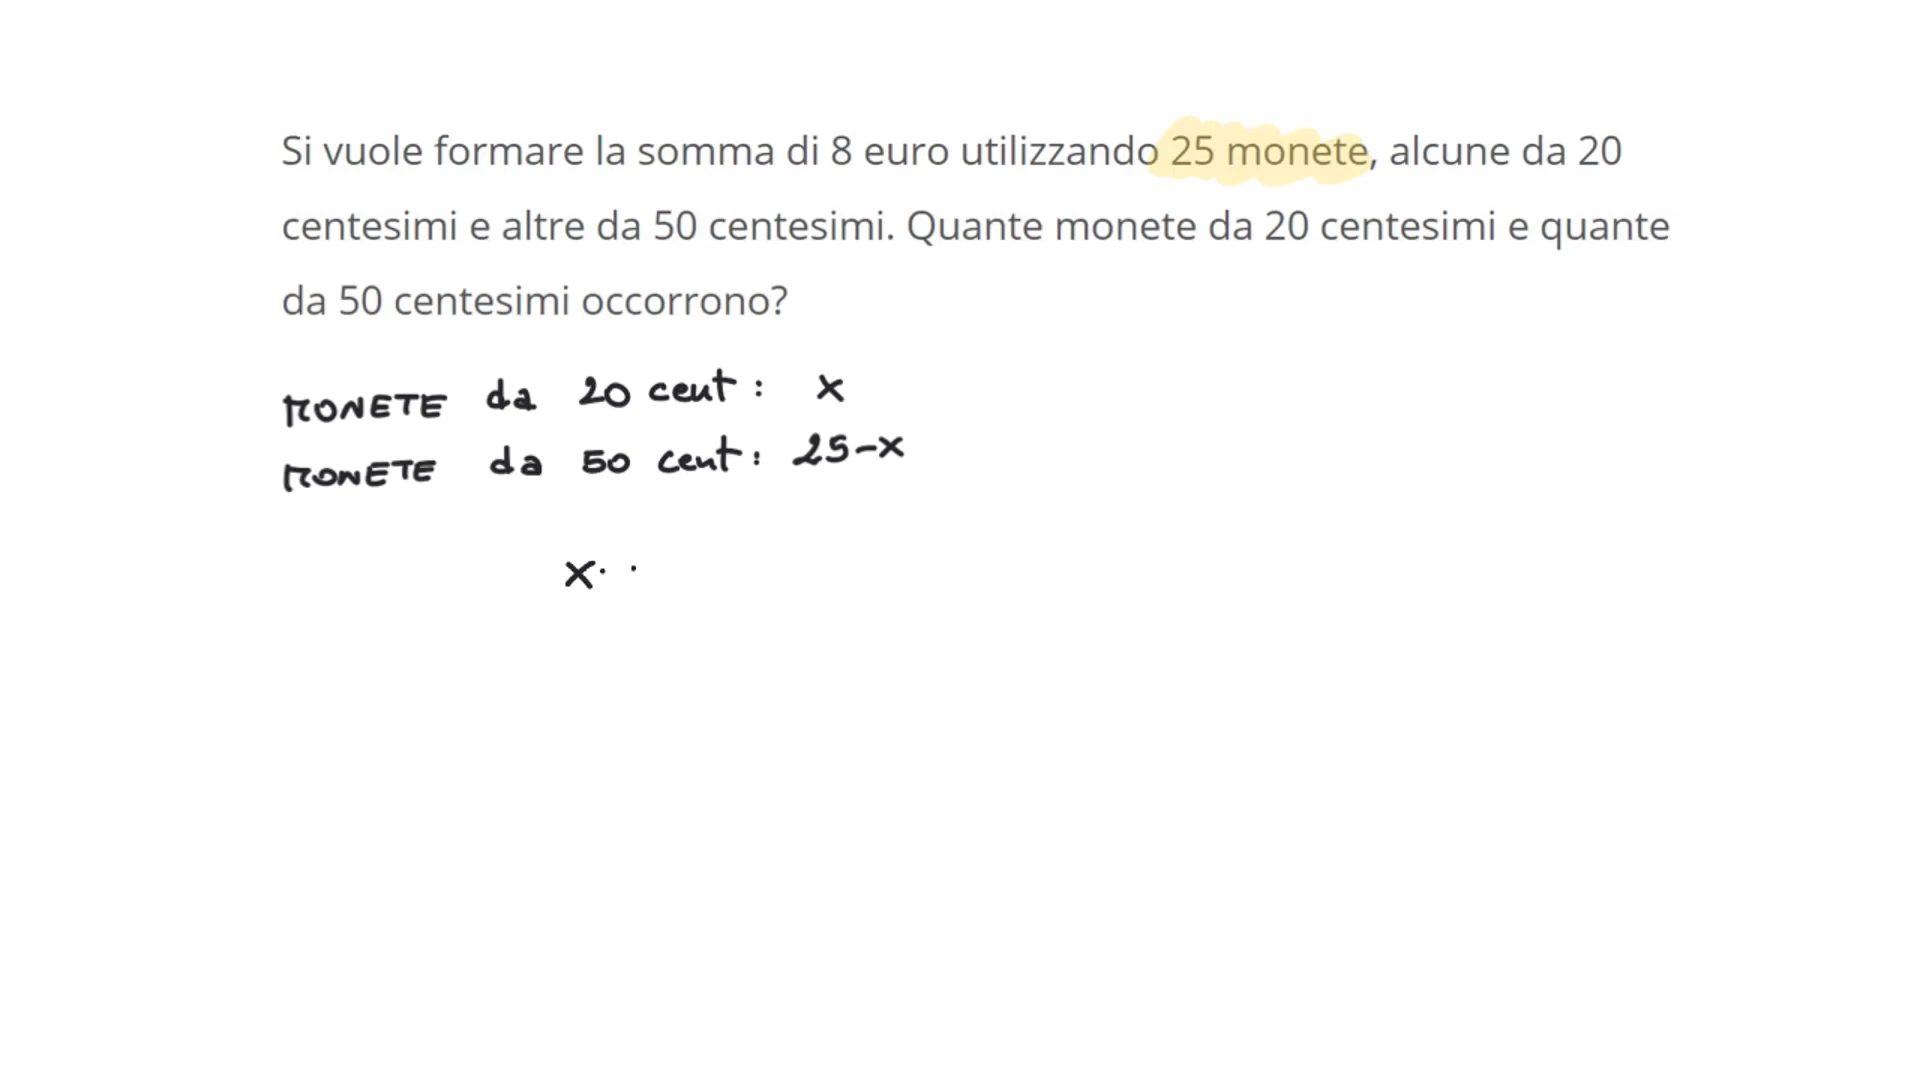 Si vuole formare la somma di 8 euro utilizzando 25 monete, alcune da 20
centesimi e altre da 50 centesimi. Quante monete da 20 centesimi e quante
da 50 centesimi occorrono?
MONETE da 20 cent: x
MONETE da 50 cent: 25-x
x· ·